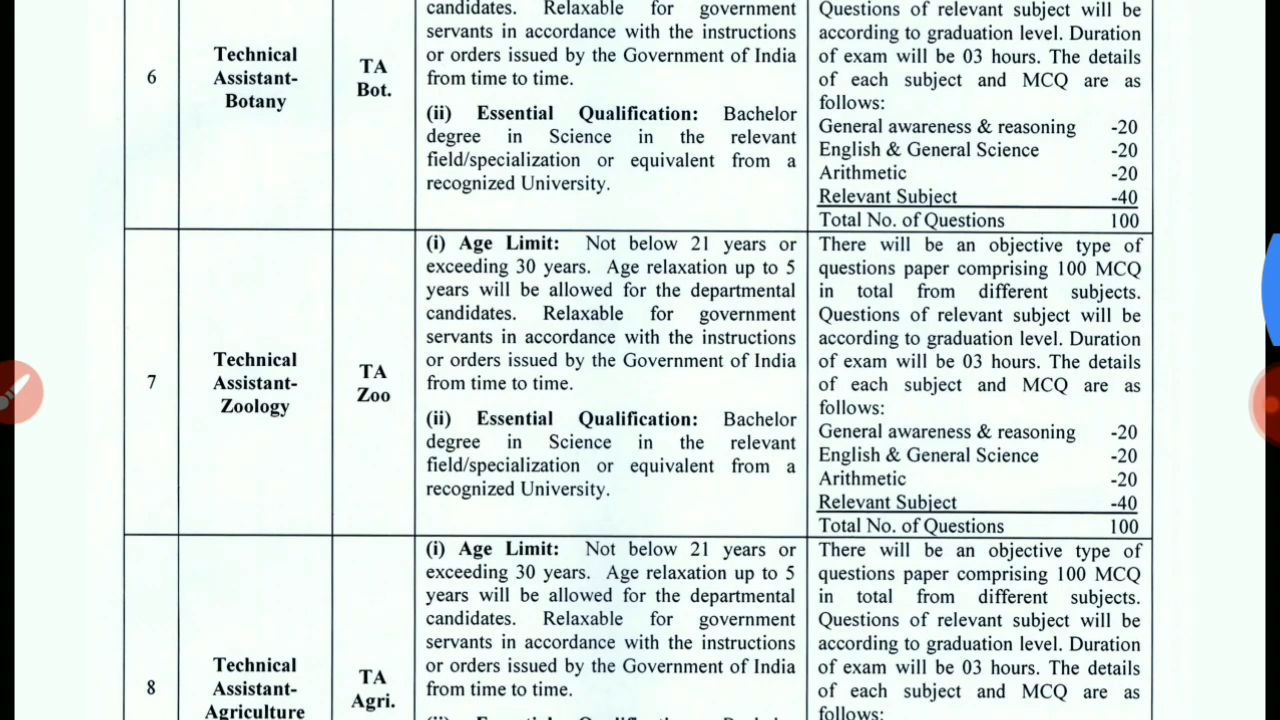 6
Technical
Assistant-
Botany
TA
Bot.
candidates. Relaxable for government
servants in accordance with the instructions
or orders issued by the Government of India
from time to time.
(ii) Essential Qualification: Bachelor
degree in Science in the relevant
field/specialization or equivalent from a
recognized University.
Questions of relevant subject will be
according to graduation level. Duration
of exam will be 03 hours. The details
of each subject and MCQ are as
follows:
General awareness & reasoning -20
English & General Science -20
Arithmetic -20
Relevant Subject -40
Total No. of Questions 100
7
Technical
Assistant-
Zoology
TA
Zoo
(i) Age Limit: Not below 21 years or
exceeding 30 years. Age relaxation up to 5
years will be allowed for the departmental
candidates. Relaxable for government
servants in accordance with the instructions
or orders issued by the Government of India
from time to time.
(ii) Essential Qualification: Bachelor
degree in Science in the relevant
field/specialization or equivalent from a
recognized University.
There will be an objective type of
questions paper comprising 100 MCQ
in total from different subjects.
Questions of relevant subject will be
according to graduation level. Duration
of exam will be 03 hours. The details
of each subject and MCQ are as
follows:
General awareness & reasoning -20
English & General Science -20
Arithmetic -20
Relevant Subject -40
Total No. of Questions 100
8
Technical
Assistant-
Agriculture
TA
Agri.
(i) Age Limit: Not below 21 years or
exceeding 30 years. Age relaxation up to 5
years will be allowed for the departmental
candidates. Relaxable for government
servants in accordance with the instructions
or orders issued by the Government of India
from time to time.
There will be an objective type of
questions paper comprising 100 MCQ
in total from different subjects.
Questions of relevant subject will be
according to graduation level. Duration
of exam will be 03 hours. The details
of each subject and MCQ are as
follows: